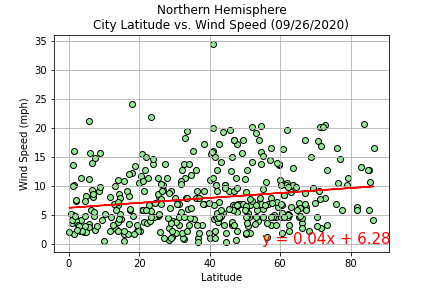 Northern Hemisphere
City Latitude vs. Wind Speed (09/26/2020)
35
30
25
20
15
10
5
0
Wind Speed (mph)
y = 0.04x + 6.28
0 20 40 60 80
Latitude